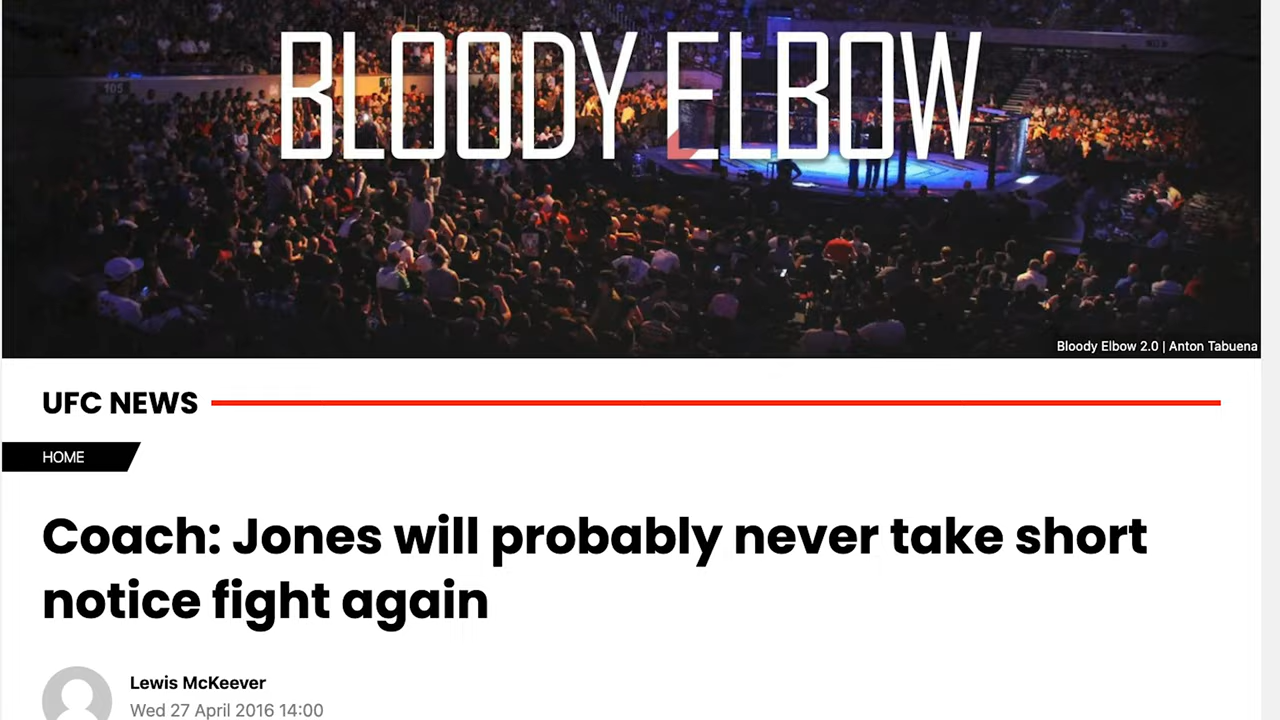 105
BLOODY ELBOW
Bloody Elbow 2.0 | Anton Tabuena
UFC NEWS
HOME
Coach: Jones will probably never take short
notice fight again
Lewis McKeever
Wed 27 April 2016 14:00